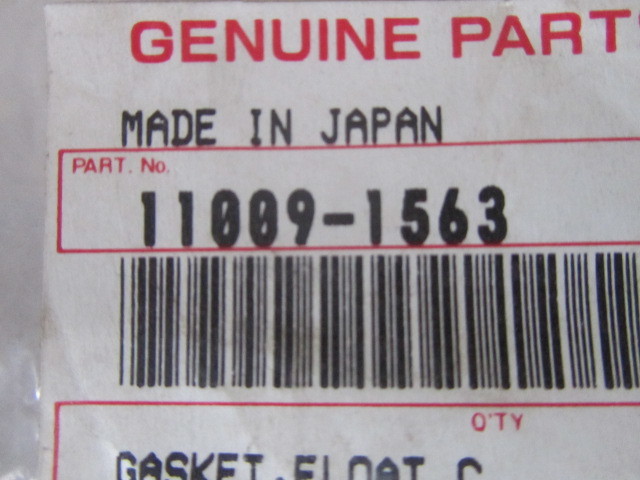 GENUINE PART
MADE IN JAPAN
PART. No.
11009-1563
Q'TY
GASKET,FLOAT C